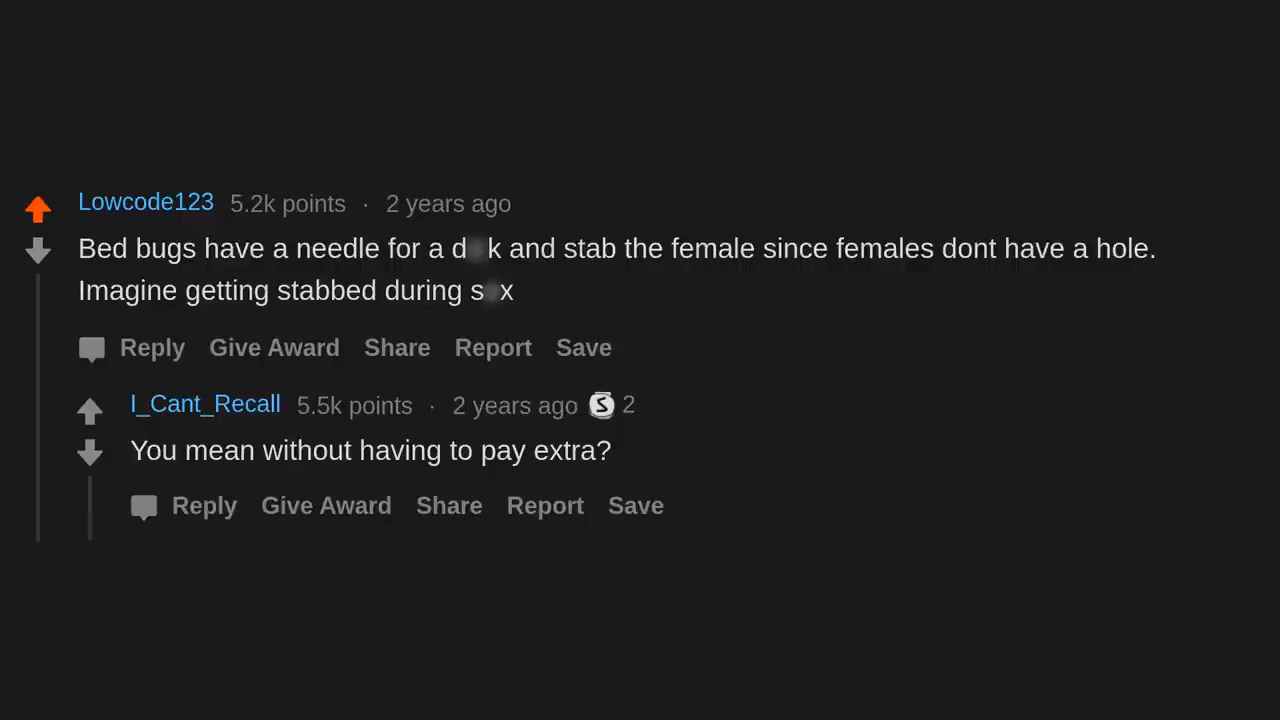 Lowcode123 5.2k points · 2 years ago
Bed bugs have a needle for a d k and stab the female since females dont have a hole.
Imagine getting stabbed during s x
Reply Give Award Share Report Save
I_Cant_Recall 5.5k points · 2 years ago S 2
You mean without having to pay extra?
Reply Give Award Share Report Save